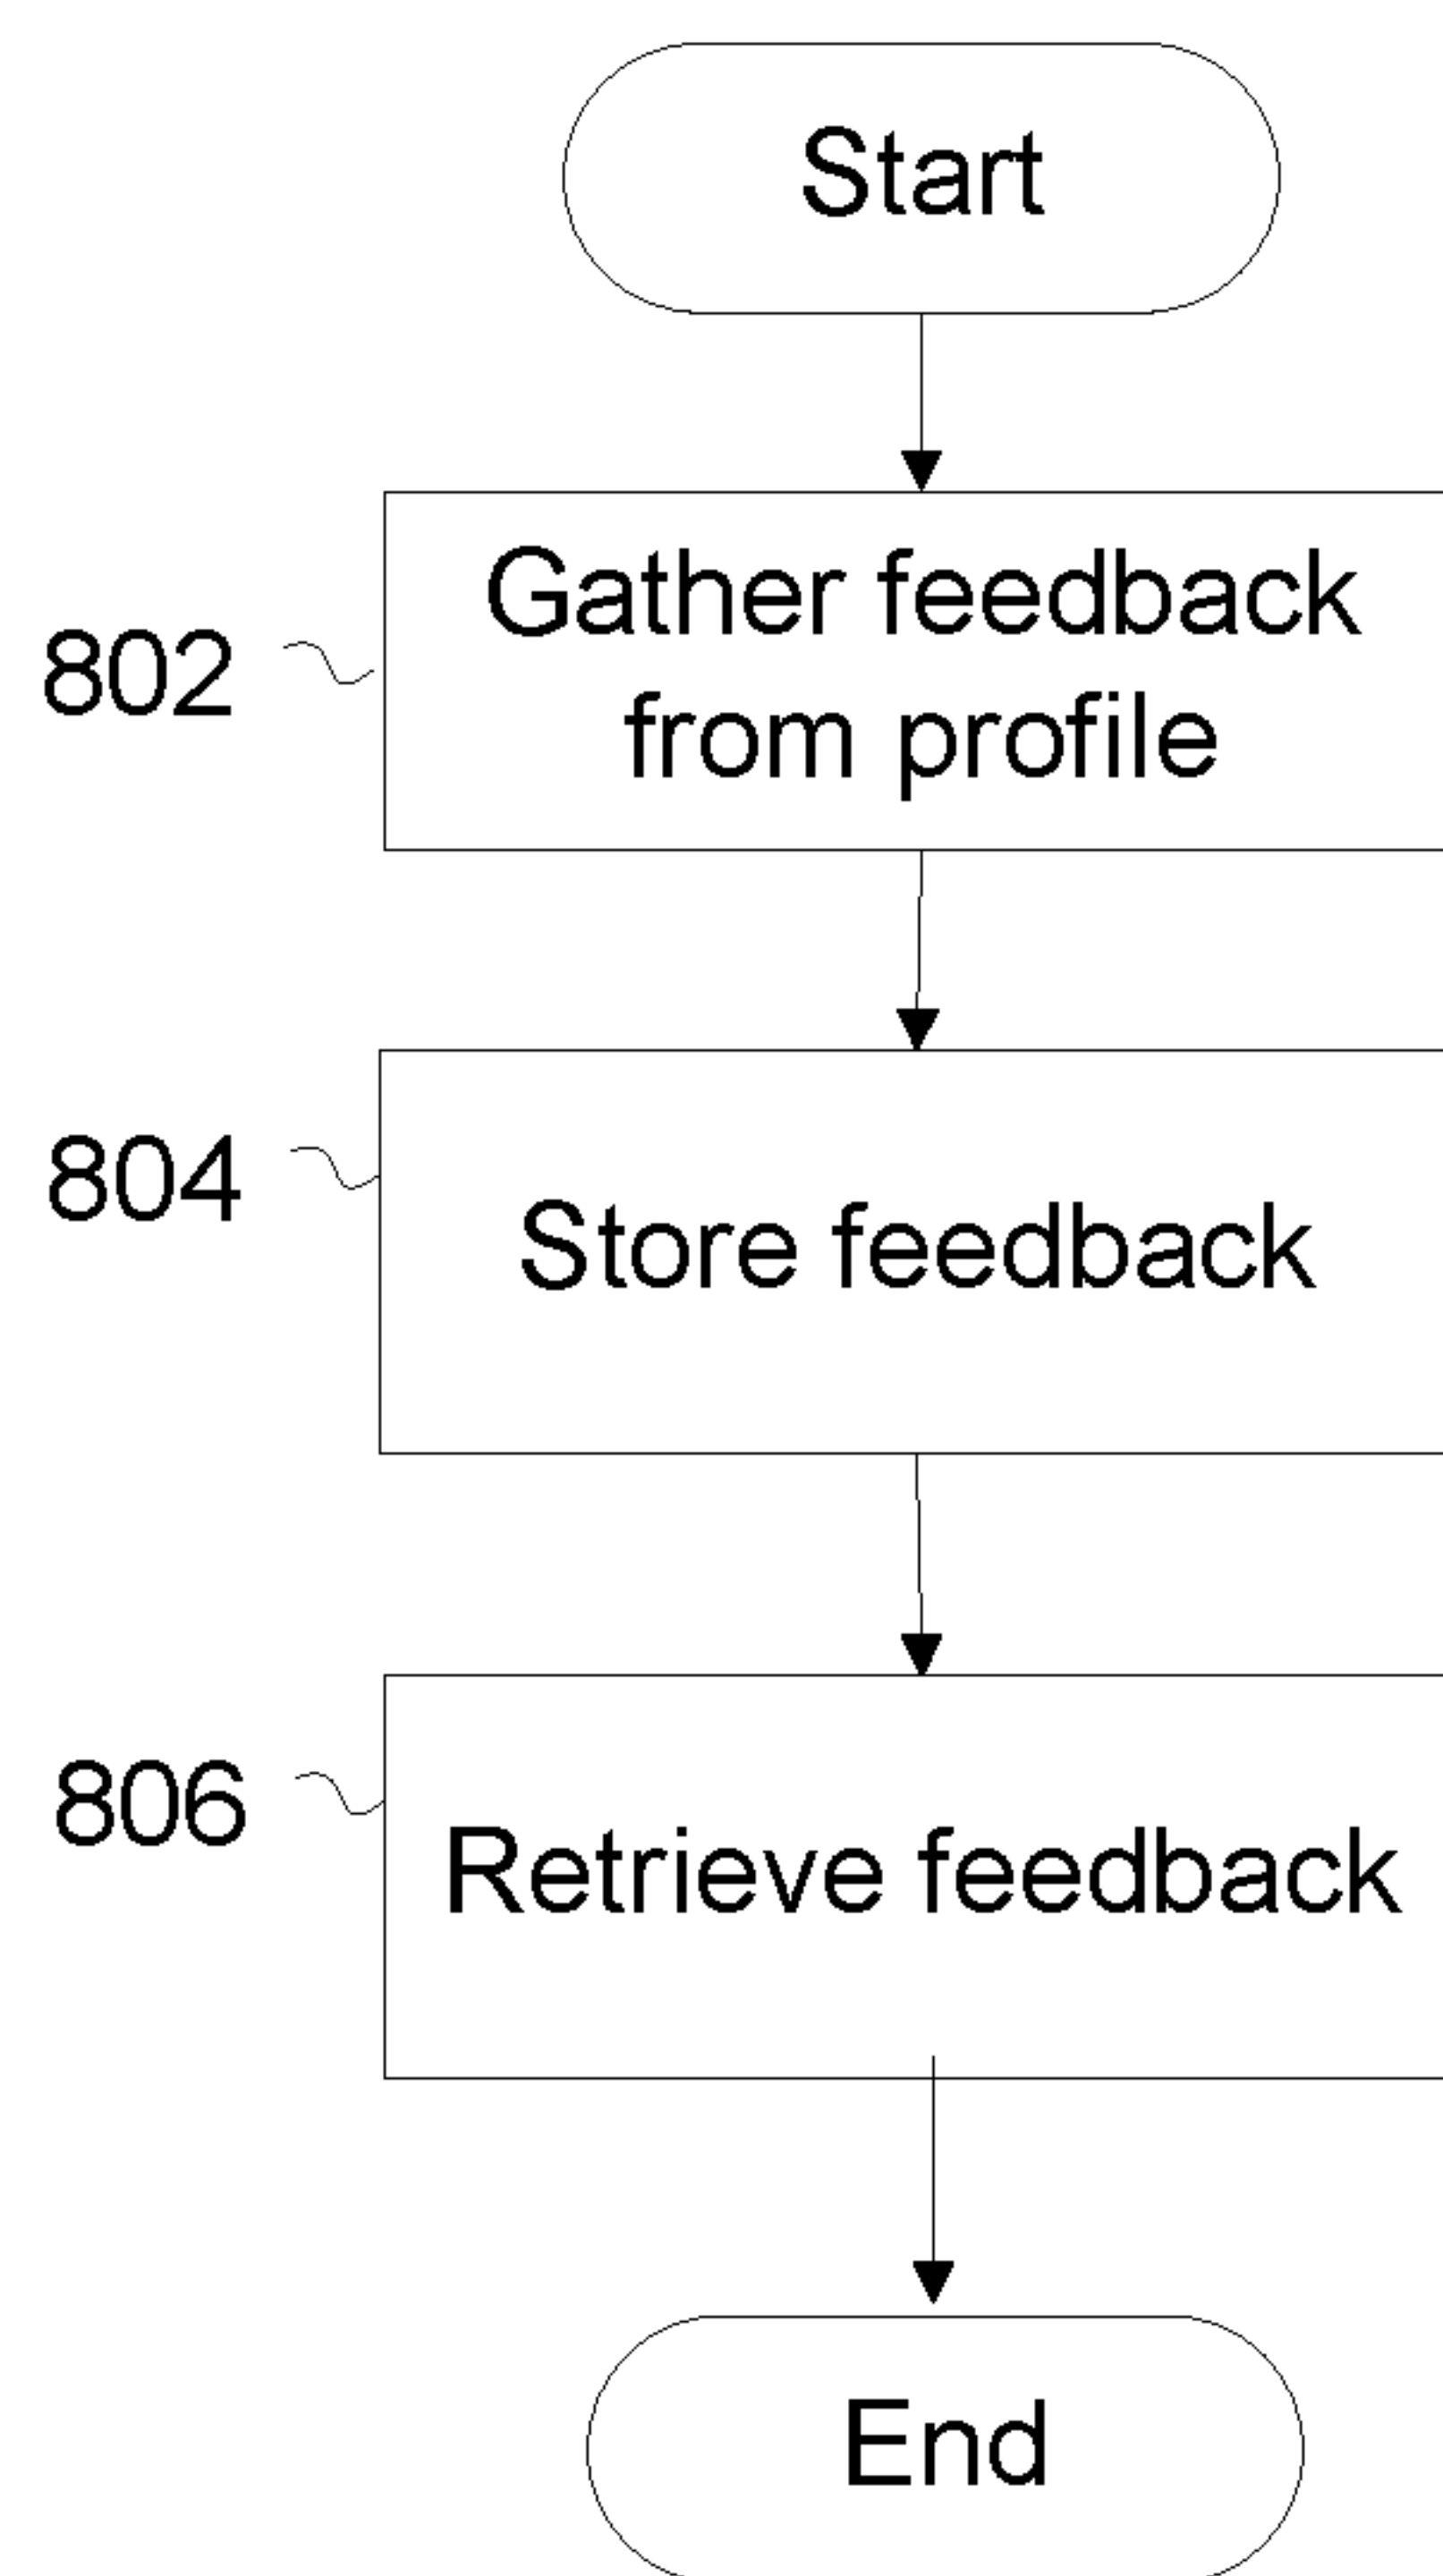 Start
802
Gather feedback
from profile
804
Store feedback
806
Retrieve feedback
End